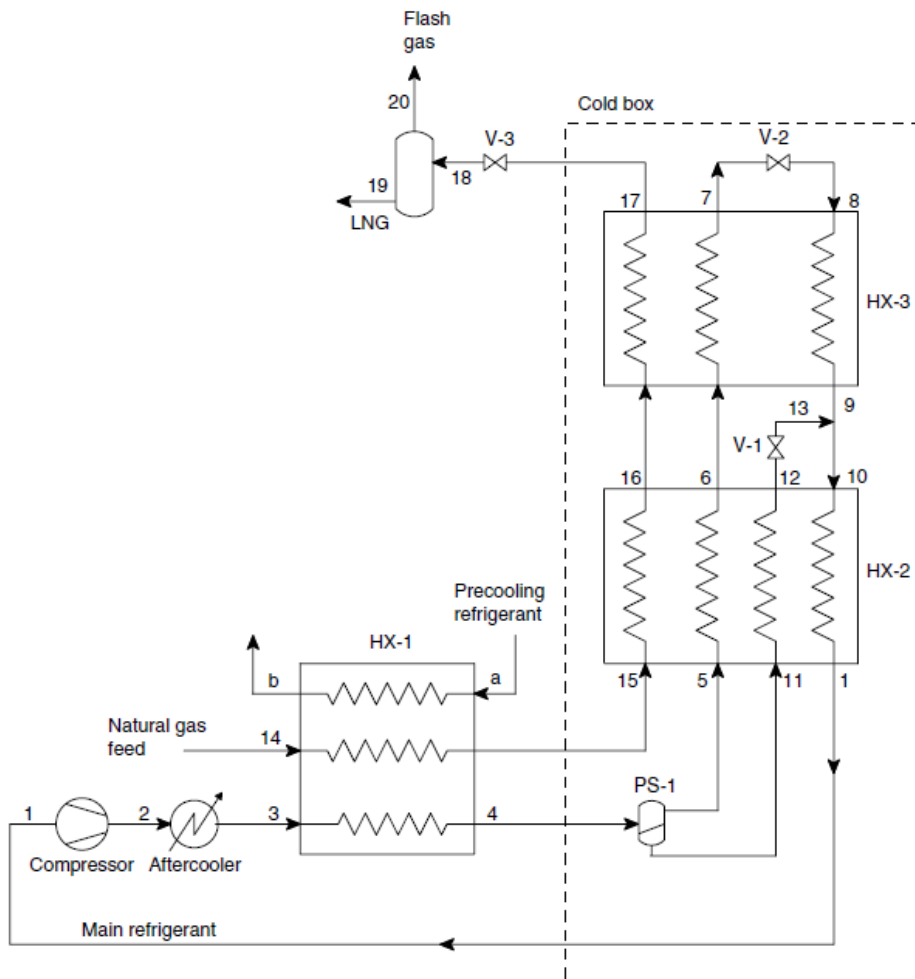 Flash
gas
20
Cold box
V-3
V-2
19
18
LNG
17
7
8
HX-3
13
9
V-1
16
6
12
10
HX-2
Precooling
refrigerant
HX-1
b
a
15
5
11
1
Natural gas
feed
14
PS-1
1
2
3
4
Compressor
Aftercooler
Main refrigerant